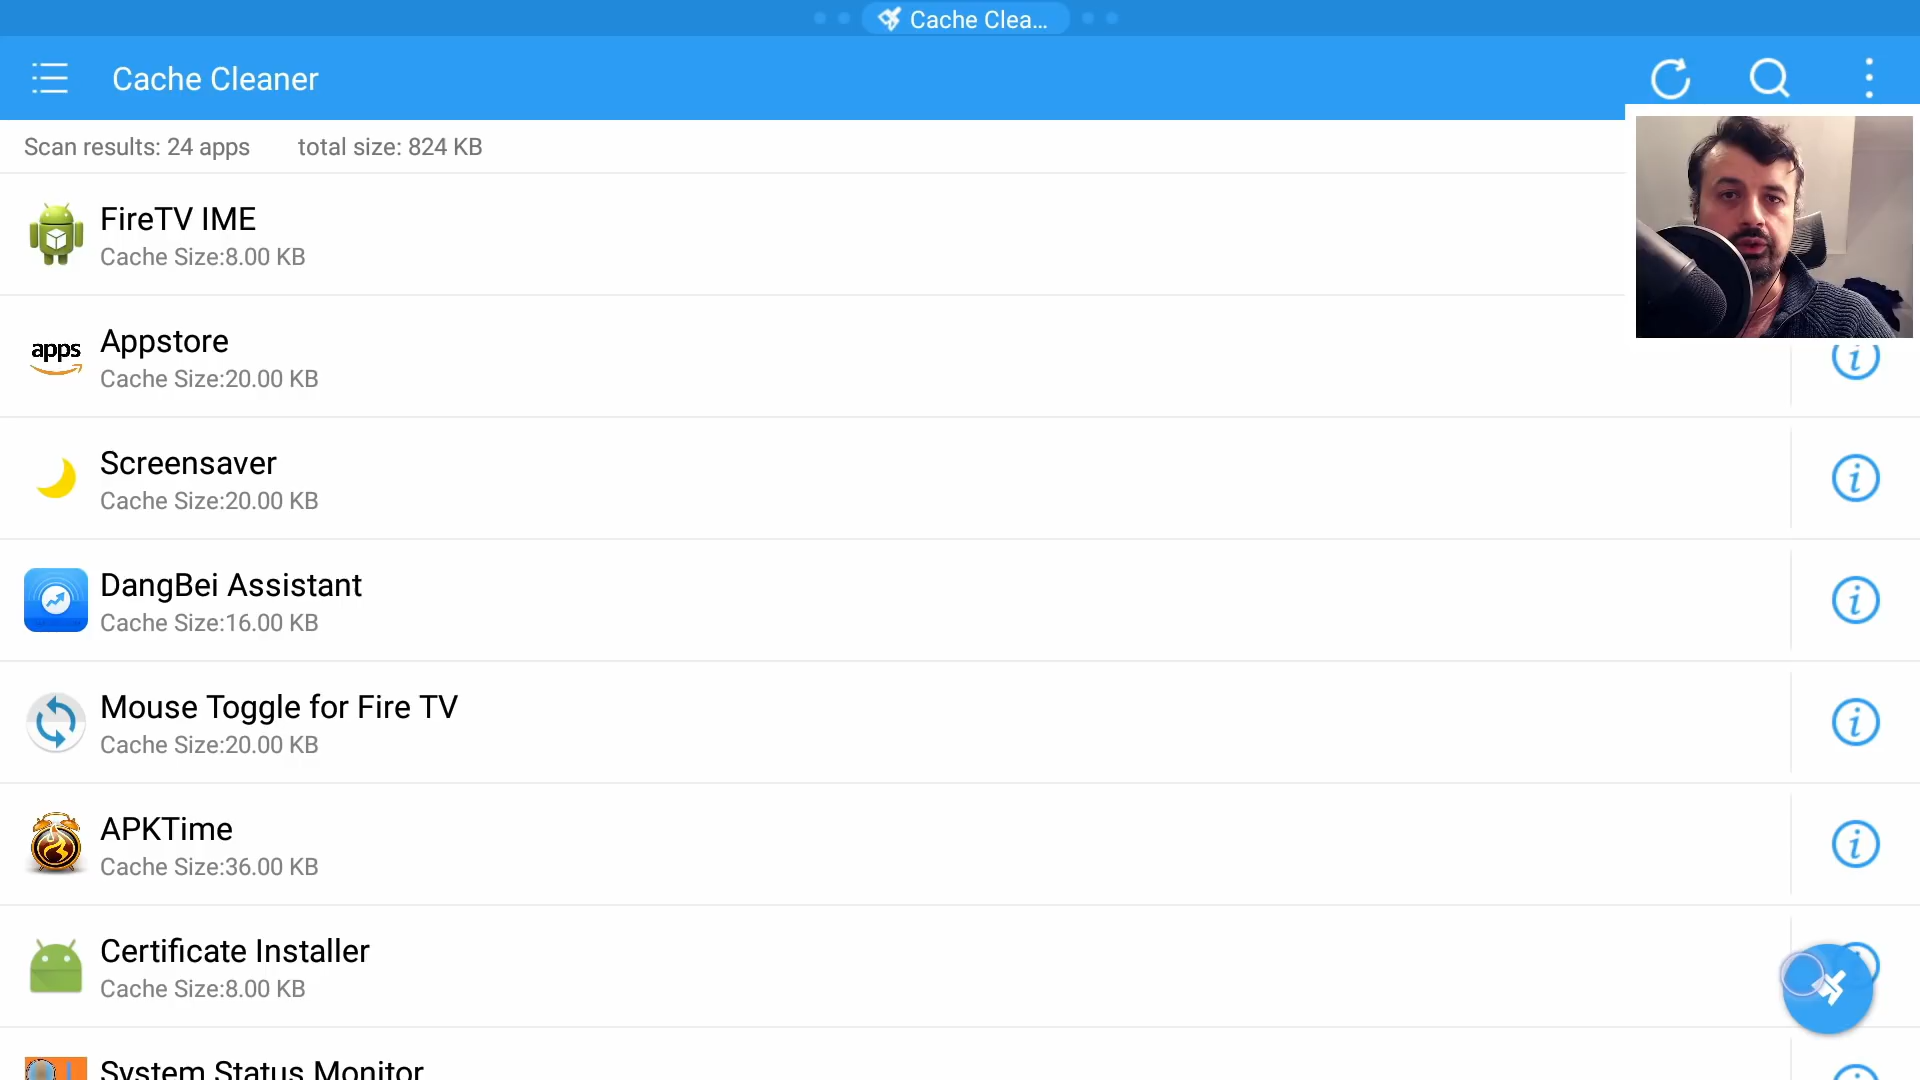 Cache Clea...
Cache Cleaner
Scan results: 24 apps total size: 824 KB
FireTV IME
Cache Size:8.00 KB
apps
Appstore
Cache Size:20.00 KB
Screensaver
Cache Size:20.00 KB
DangBei Assistant
Cache Size:16.00 KB
Mouse Toggle for Fire TV
Cache Size:20.00 KB
APKTime
Cache Size:36.00 KB
Certificate Installer
Cache Size:8.00 KB
System Status Monitor